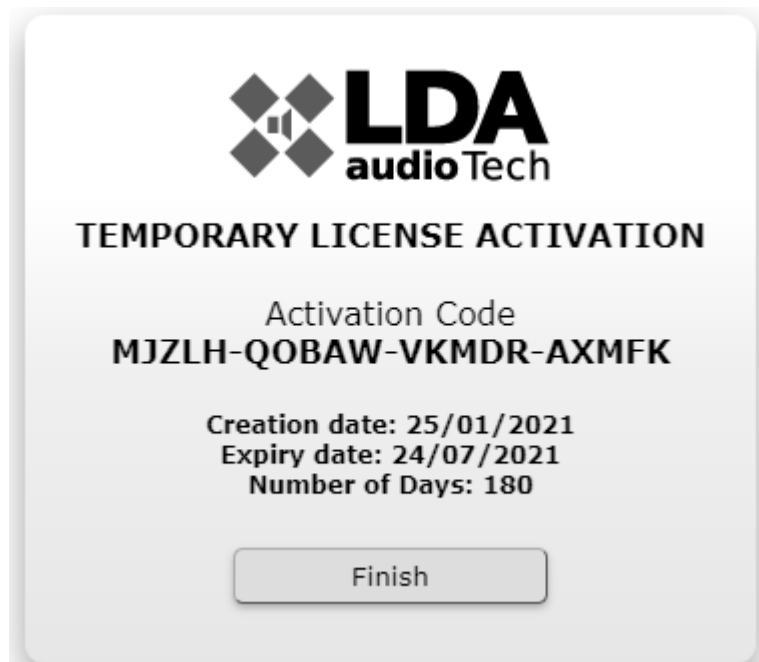 LDA
audioTech
TEMPORARY LICENSE ACTIVATION
Activation Code
MJZLH-QOBAW-VKMDR-AXMFK
Creation date: 25/01/2021
Expiry date: 24/07/2021
Number of Days: 180
Finish